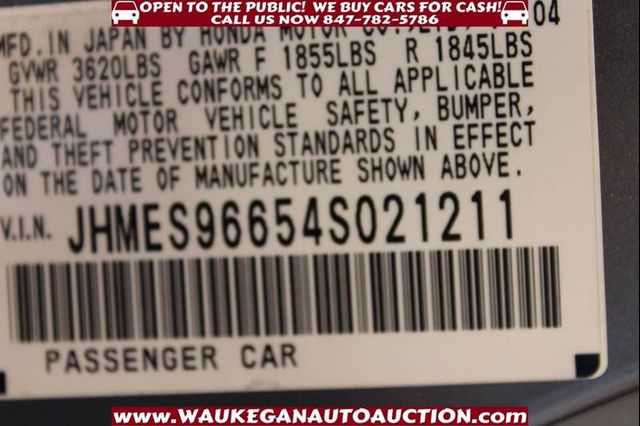 OPEN TO THE PUBLIC! WE BUY CARS FOR CASH!
CALL US NOW 847-782-5786
MFD. IN JAPAN BY HONDA MOTOR 04
GVWR 3620LBS GAWR F 1855LBS R 1845LBS
THIS VEHICLE CONFORMS TO ALL APPLICABLE
FEDERAL MOTOR VEHICLE SAFETY, BUMPER,
AND THEFT PREVENTION STANDARDS IN EFFECT
ON THE DATE OF MANUFACTURE SHOWN ABOVE.
V.I.N. JHMES96654S021211
PASSENGER CAR
WWW.WAUKEGANAUTOAUCTION.COM